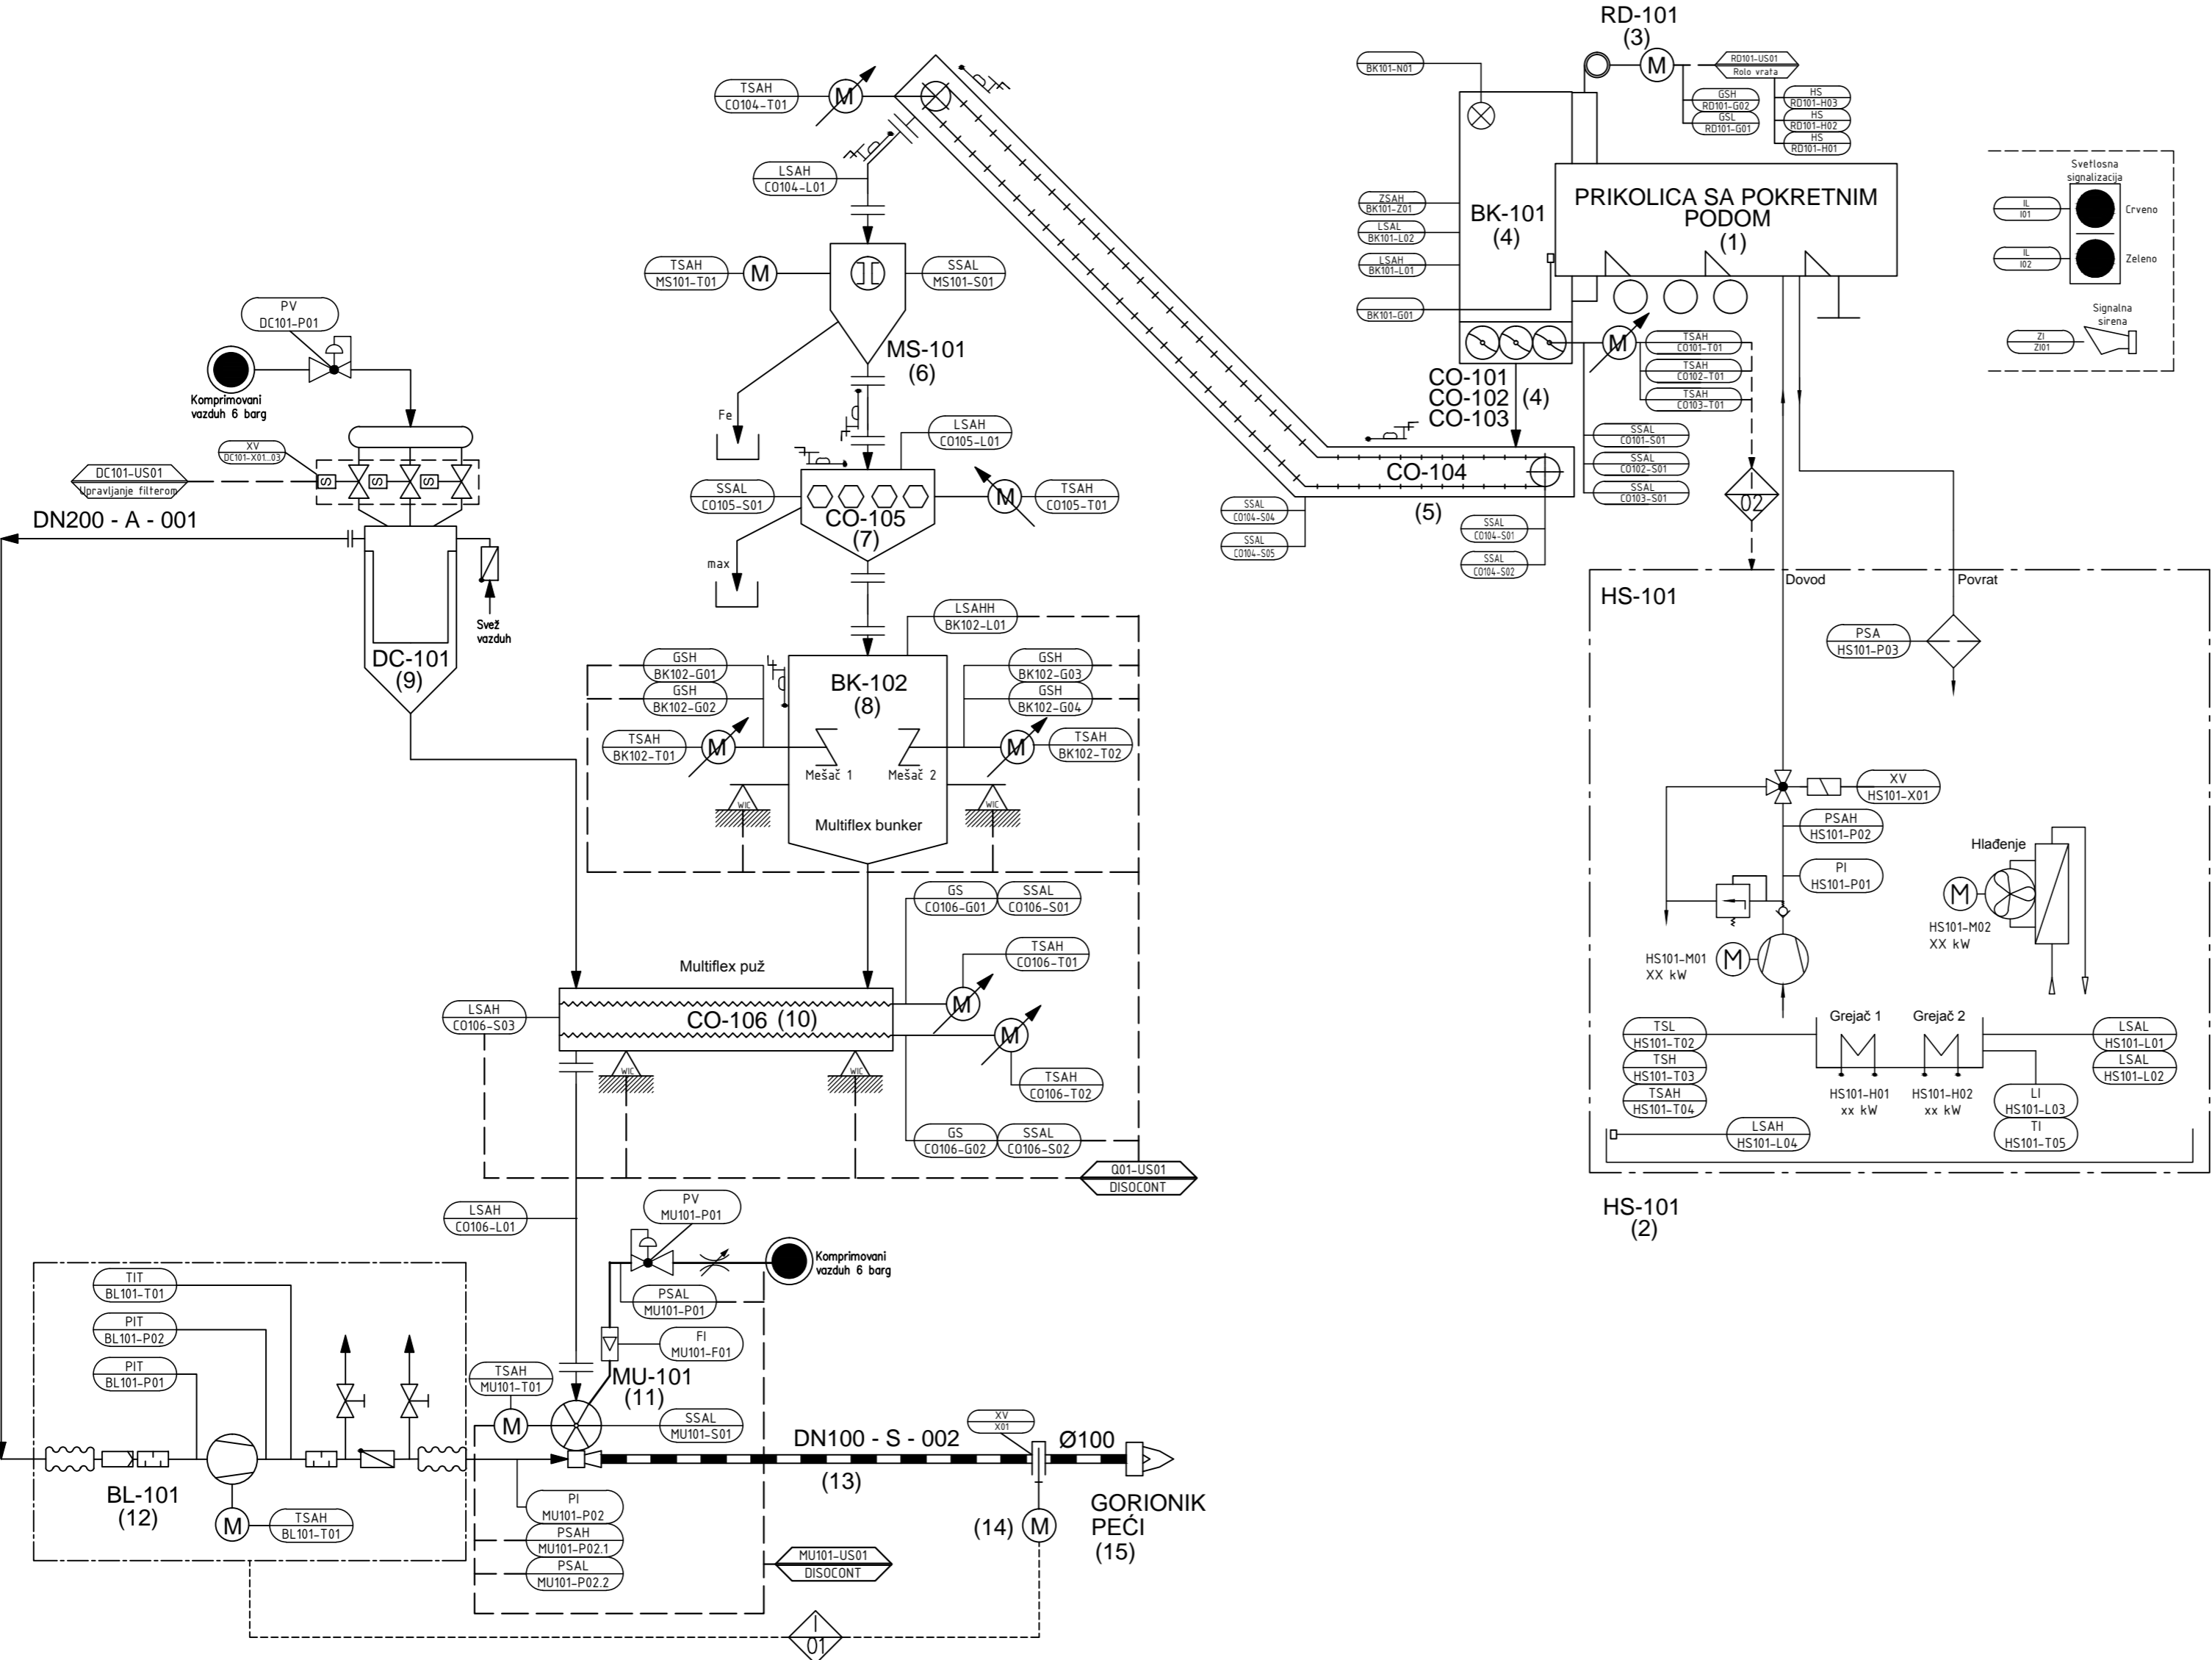 RD-101
(3)
M
RD101-US01
Rolo vrata
GSH
RD101-G02
GSL
RD101-G01
HS
RD101-H03
HS
RD101-H02
HS
RD101-H01
BK101-N01
ZSAH
BK101-Z01
LSAL
BK101-L02
LSAH
BK101-L01
BK101-G01
BK-101
(4)
PRIKOLICA SA POKRETNIM
PODOM
(1)
Svetlosna
signalizacija
IL
I01
Crveno
IL
I02
Zeleno
Signalna
sirena
ZI
ZI01
M
TSAH
CO101-T01
TSAH
CO102-T01
TSAH
CO103-T01
CO-101
CO-102
CO-103
(4)
SSAL
CO101-S01
SSAL
CO102-S01
SSAL
CO103-S01
02
TSAH
CO104-T01
M
LSAH
CO104-L01
CO-104
(5)
SSAL
CO104-S04
SSAL
CO104-S05
SSAL
CO104-S01
SSAL
CO104-S02
TSAH
MS101-T01
M
SSAL
MS101-S01
MS-101
(6)
Fe
LSAH
CO105-L01
SSAL
CO105-S01
M
TSAH
CO105-T01
CO-105
(7)
max
PV
DC101-P01
Komprimovani
vazduh 6 barg
XV
DC101-X01..03
S
S
S
DC101-US01
Upravljanje filterom
DN200 - A - 001
Svež
vazduh
DC-101
(9)
LSAHH
BK102-L01
GSH
BK102-G01
GSH
BK102-G02
GSH
BK102-G03
GSH
BK102-G04
BK-102
(8)
TSAH
BK102-T01
M
M
TSAH
BK102-T02
Mešač 1
Mešač 2
WIC
WIC
Multiflex bunker
GS
CO106-G01
SSAL
CO106-S01
TSAH
CO106-T01
Multiflex puž
LSAH
CO106-S03
CO-106 (10)
M
M
WIC
WIC
TSAH
CO106-T02
GS
CO106-G02
SSAL
CO106-S02
Q01-US01
DISOCONT
HS-101
Dovod
Povrat
PSA
HS101-P03
XV
HS101-X01
PSAH
HS101-P02
PI
HS101-P01
Hlađenje
M
HS101-M02
XX kW
HS101-M01
XX kW
M
Grejač 1
Grejač 2
TSL
HS101-T02
TSH
HS101-T03
TSAH
HS101-T04
HS101-H01
xx kW
HS101-H02
xx kW
LSAL
HS101-L01
LSAL
HS101-L02
LI
HS101-L03
TI
HS101-T05
LSAH
HS101-L04
HS-101
(2)
LSAH
CO106-L01
PV
MU101-P01
Komprimovani
vazduh 6 barg
PSAL
MU101-P01
FI
MU101-F01
MU-101
(11)
TSAH
MU101-T01
M
SSAL
MU101-S01
TIT
BL101-T01
PIT
BL101-P02
PIT
BL101-P01
BL-101
(12)
M
TSAH
BL101-T01
PI
MU101-P02
PSAH
MU101-P02.1
PSAL
MU101-P02.2
MU101-US01
DISOCONT
DN100 - S - 002
(13)
XV
X01
Ø100
(14)
M
GORIONIK
PEĆI
(15)
I
01